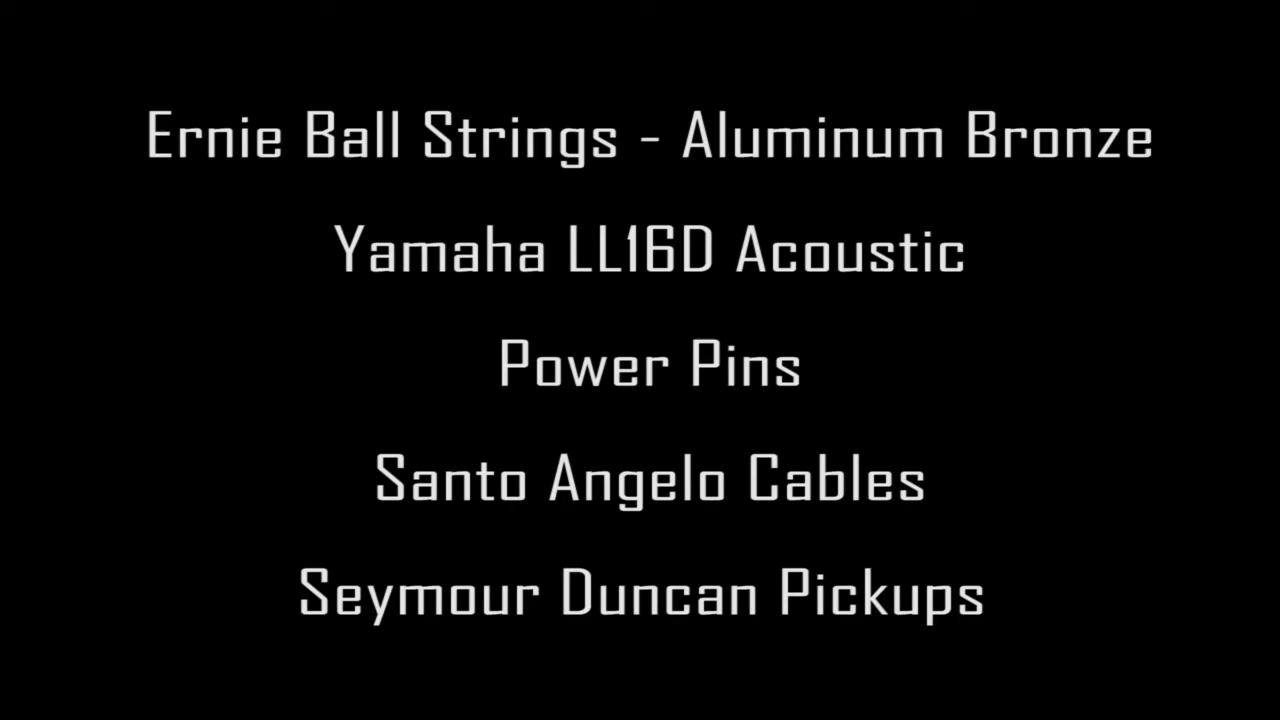 Ernie Ball Strings - Aluminum Bronze
Yamaha LL16D Acoustic
Power Pins
Santo Angelo Cables
Seymour Duncan Pickups